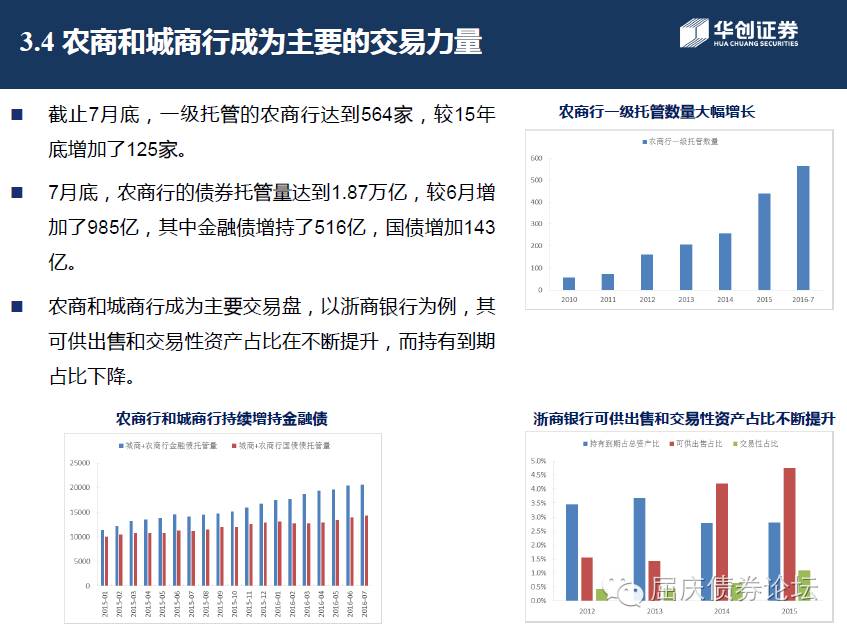 3.4 农商和城商行成为主要的交易力量
华创证券
HUA CHUANG SECURITIES
■ 截止7月底，一级托管的农商行达到564家，较15年
底增加了125家。
■ 7月底，农商行的债券托管量达到1.87万亿，较6月增
加了985亿，其中金融债增持了516亿，国债增加143
亿。
■ 农商和城商行成为主要交易盘，以浙商银行为例，其
可供出售和交易性资产占比在不断提升，而持有到期
占比下降。
农商行一级托管数量大幅增长
农商行一级托管数量
600
500
400
300
200
100
0
2010 2011 2012 2013 2014 2015 2016-7
农商行和城商行持续增持金融债
城商+农商行金融债托管量 城商+农商行国债债托管量
25000
20000
15000
10000
5000
0
2015-01 2015-02 2015-03 2015-04 2015-05 2015-06 2015-07 2015-08 2015-09 2015-10 2015-11 2015-12 2016-01 2016-02 2016-03 2016-04 2016-05 2016-06 2016-07
浙商银行可供出售和交易性资产占比不断提升
持有到期占总资产比 可供出售占比 交易性占比
5.0%
4.5%
4.0%
3.5%
3.0%
2.5%
2.0%
1.5%
1.0%
0.5%
0.0%
2012 2013 2014 2015
屈庆债券论坛